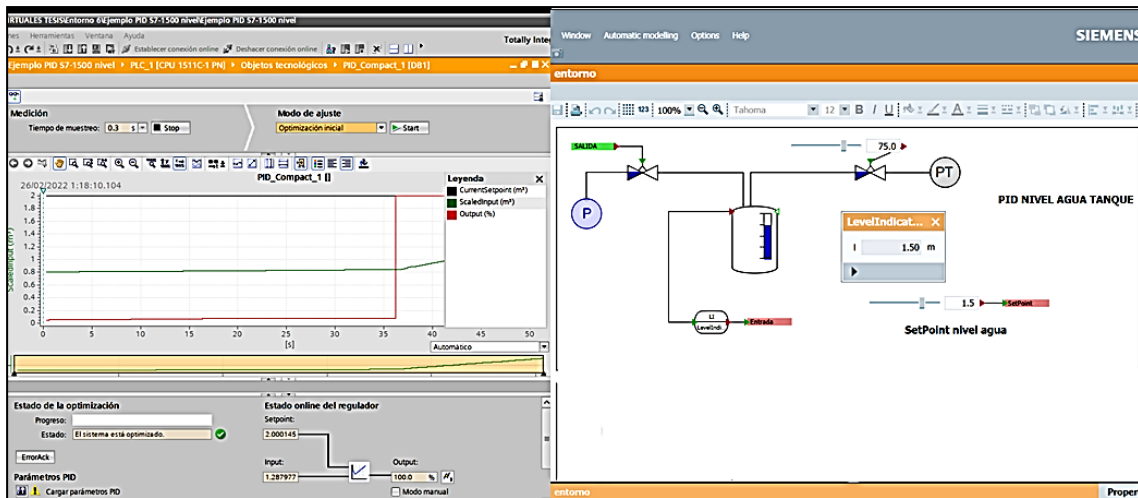 IRTUALES TESIS\Entorno 6\Ejemplo PID S7-1500 nivel\Ejemplo PID S7-1500 nivel
Herramientas Ventana Ayuda
Totally Inte
Establecer conexión online Deshacer conexión online
Ejemplo PID S7-1500 nivel PLC_1 [CPU 1511C-1 PN] Objetos tecnológicos PID_Compact_1 [DB1]
Medición
Modo de ajuste
Tiempo de muestreo: 0.3 s Stop
Optimización inicial Start
PID_Compact_1 []
26/02/2022 1:18:10.104
Leyenda
CurrentSetpoint (m³)
ScaledInput (m³)
Output (%)
ScaledInput (m³)
2
1.8
1.6
1.4
1.2
1
0.8
0.6
0.4
0.2
0
0 5 10 15 20 25 30 35 40 45 50
[s]
Automático
Estado de la optimización
Progreso:
Estado: El sistema está optimizado.
ErrorAck
Parámetros PID
Cargar parámetros PID
Estado online del regulador
Setpoint:
2.000145
Input:
1.287977
Output:
100.0 %
Modo manual
Window Automatic modelling Options Help
SIEMENS
entorno
123 100% Tahoma 12 B I U
SALIDA
75.0
P
PT
PID NIVEL AGUA TANQUE
LevelIndicat...
l 1.50 m
1.5 SetPoint
LI
LevelIndi..
Entrada
SetPoint nivel agua
entorno
Proper